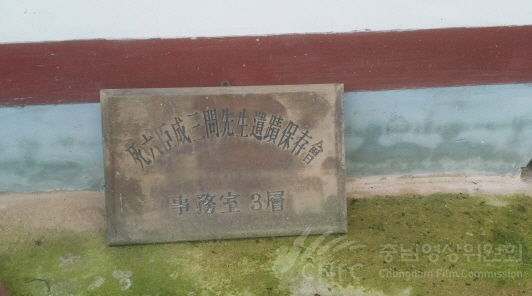 死六臣成三問先生遺蹟保存會
事務室 3層
충남영상위원회
CNFC
Chungnam Film Commission